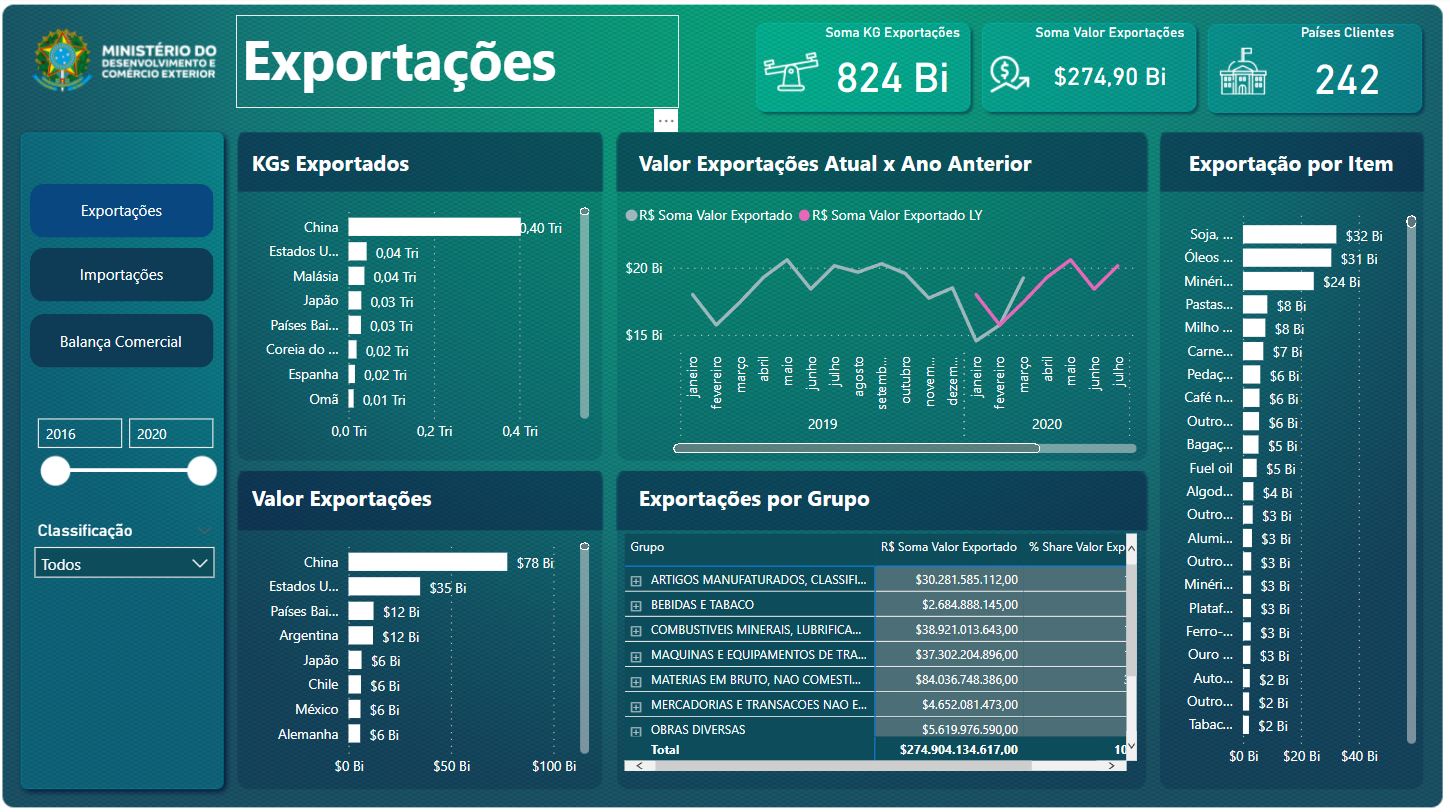 MINISTÉRIO DO
DESENVOLVIMENTO E
COMÉRCIO EXTERIOR
Exportações
Soma KG Exportações
824 Bi
Soma Valor Exportações
$274,90 Bi
Países Clientes
242
Exportações
Importações
Balança Comercial
2016
2020
Classificação
Todos
KGs Exportados
China 0,40 Tri
Estados U... 0,04 Tri
Malásia 0,04 Tri
Japão 0,03 Tri
Países Bai... 0,03 Tri
Coreia do ... 0,02 Tri
Espanha 0,02 Tri
Omã 0,01 Tri
0,0 Tri 0,2 Tri 0,4 Tri
Valor Exportações Atual x Ano Anterior
R$ Soma Valor Exportado R$ Soma Valor Exportado LY
$20 Bi
$15 Bi
janeiro
fevereiro
março
abril
maio
junho
julho
agosto
setemb...
outubro
novem...
dezem...
janeiro
fevereiro
março
abril
maio
junho
julho
2019 2020
Valor Exportações
China $78 Bi
Estados U... $35 Bi
Países Bai... $12 Bi
Argentina $12 Bi
Japão $6 Bi
Chile $6 Bi
México $6 Bi
Alemanha $6 Bi
$0 Bi $50 Bi $100 Bi
Exportações por Grupo
Grupo R$ Soma Valor Exportado % Share Valor Exp
ARTIGOS MANUFATURADOS, CLASSIFI... $30.281.585.112,00
BEBIDAS E TABACO $2.684.888.145,00
COMBUSTIVEIS MINERAIS, LUBRIFICA... $38.921.013.643,00
MAQUINAS E EQUIPAMENTOS DE TRA... $37.302.204.896,00
MATERIAS EM BRUTO, NAO COMESTI... $84.036.748.386,00
MERCADORIAS E TRANSACOES NAO E... $4.652.081.473,00
OBRAS DIVERSAS $5.619.976.590,00
Total $274.904.134.617,00 10
Exportação por Item
Soja, ... $32 Bi
Óleos ... $31 Bi
Minéri... $24 Bi
Pastas... $8 Bi
Milho ... $8 Bi
Carne... $7 Bi
Pedaç... $6 Bi
Café n... $6 Bi
Outro... $6 Bi
Bagaç... $5 Bi
Fuel oil $5 Bi
Algod... $4 Bi
Outro... $3 Bi
Alumi... $3 Bi
Outro... $3 Bi
Minéri... $3 Bi
Plataf... $3 Bi
Ferro-... $3 Bi
Ouro ... $3 Bi
Auto... $2 Bi
Outro... $2 Bi
Tabac... $2 Bi
$0 Bi $20 Bi $40 Bi